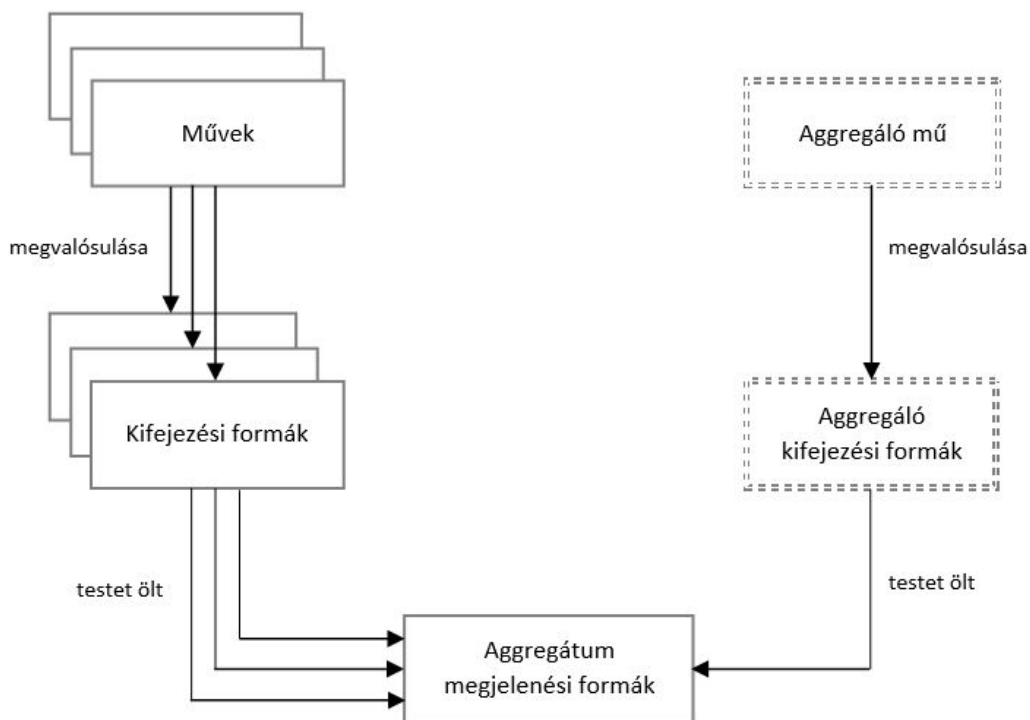 Művek
Aggregáló mű
megvalósulása
megvalósulása
Kifejezési formák
Aggregáló
kifejezési formák
testet ölt
testet ölt
Aggregátum
megjelenési formák